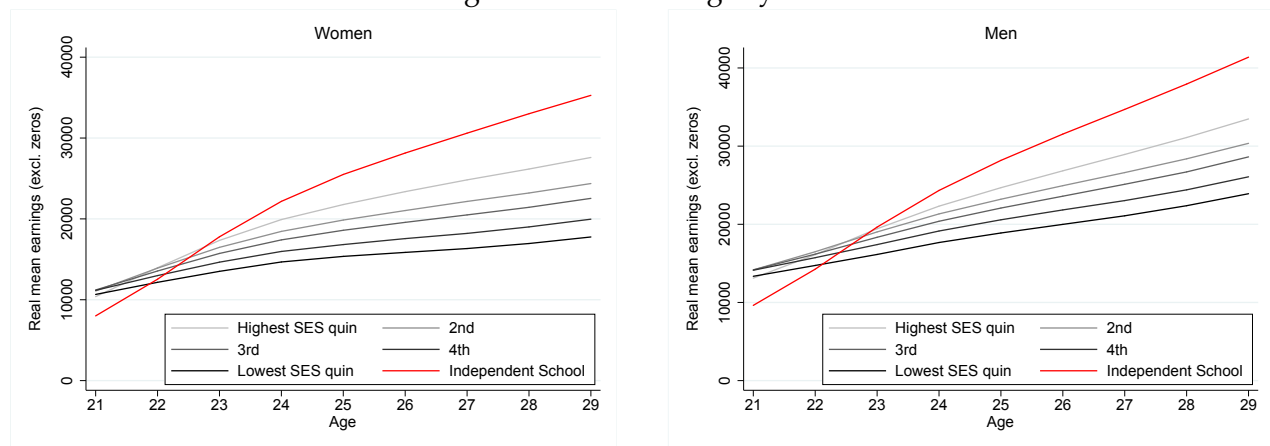 Women
Real mean earnings (excl. zeros)
40000
30000
20000
10000
0
21 22 23 24 25 26 27 28 29
Age
Highest SES quin 2nd
3rd 4th
Lowest SES quin Independent School
Men
Real mean earnings (excl. zeros)
40000
30000
20000
10000
0
21 22 23 24 25 26 27 28 29
Age
Highest SES quin 2nd
3rd 4th
Lowest SES quin Independent School